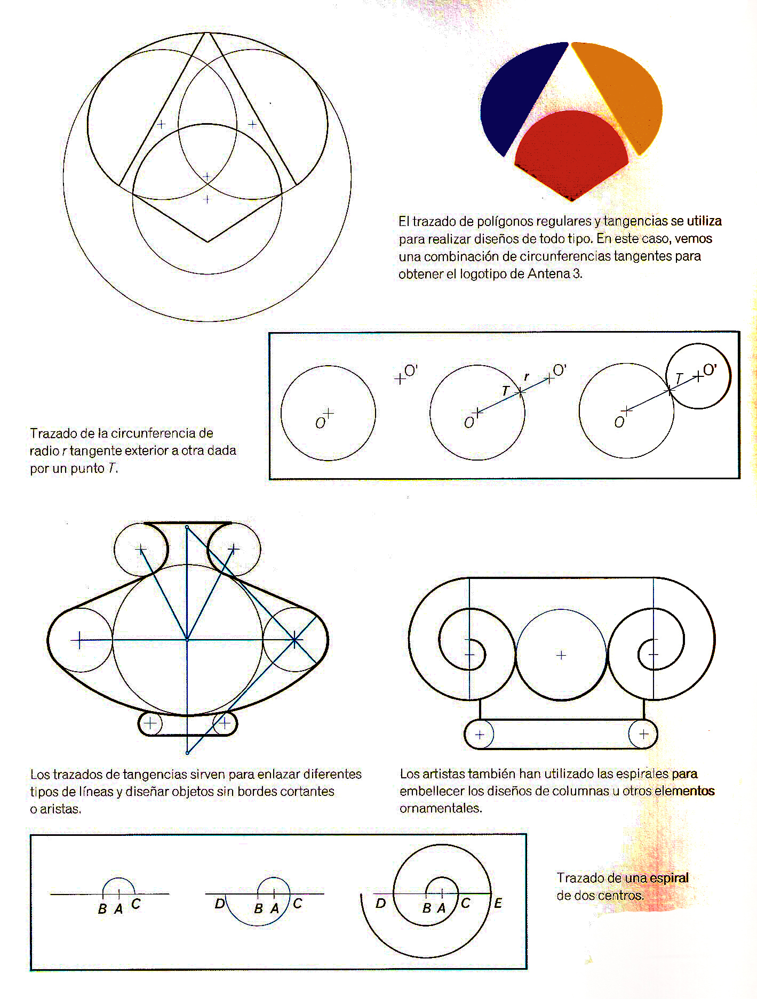 El trazado de polígonos regulares y tangencias se utiliza
para realizar diseños de todo tipo. En este caso, vemos
una combinación de circunferencias tangentes para
obtener el logotipo de Antena 3.
O O'
O T r O'
O T O'
Trazado de la circunferencia de
radio r tangente exterior a otra dada
por un punto T.
Los trazados de tangencias sirven para enlazar diferentes
tipos de líneas y diseñar objetos sin bordes cortantes
o aristas.
Los artistas también han utilizado las espirales para
embellecer los diseños de columnas u otros elementos
ornamentales.
B A C
D B A C
D B A C E
Trazado de una espiral
de dos centros.